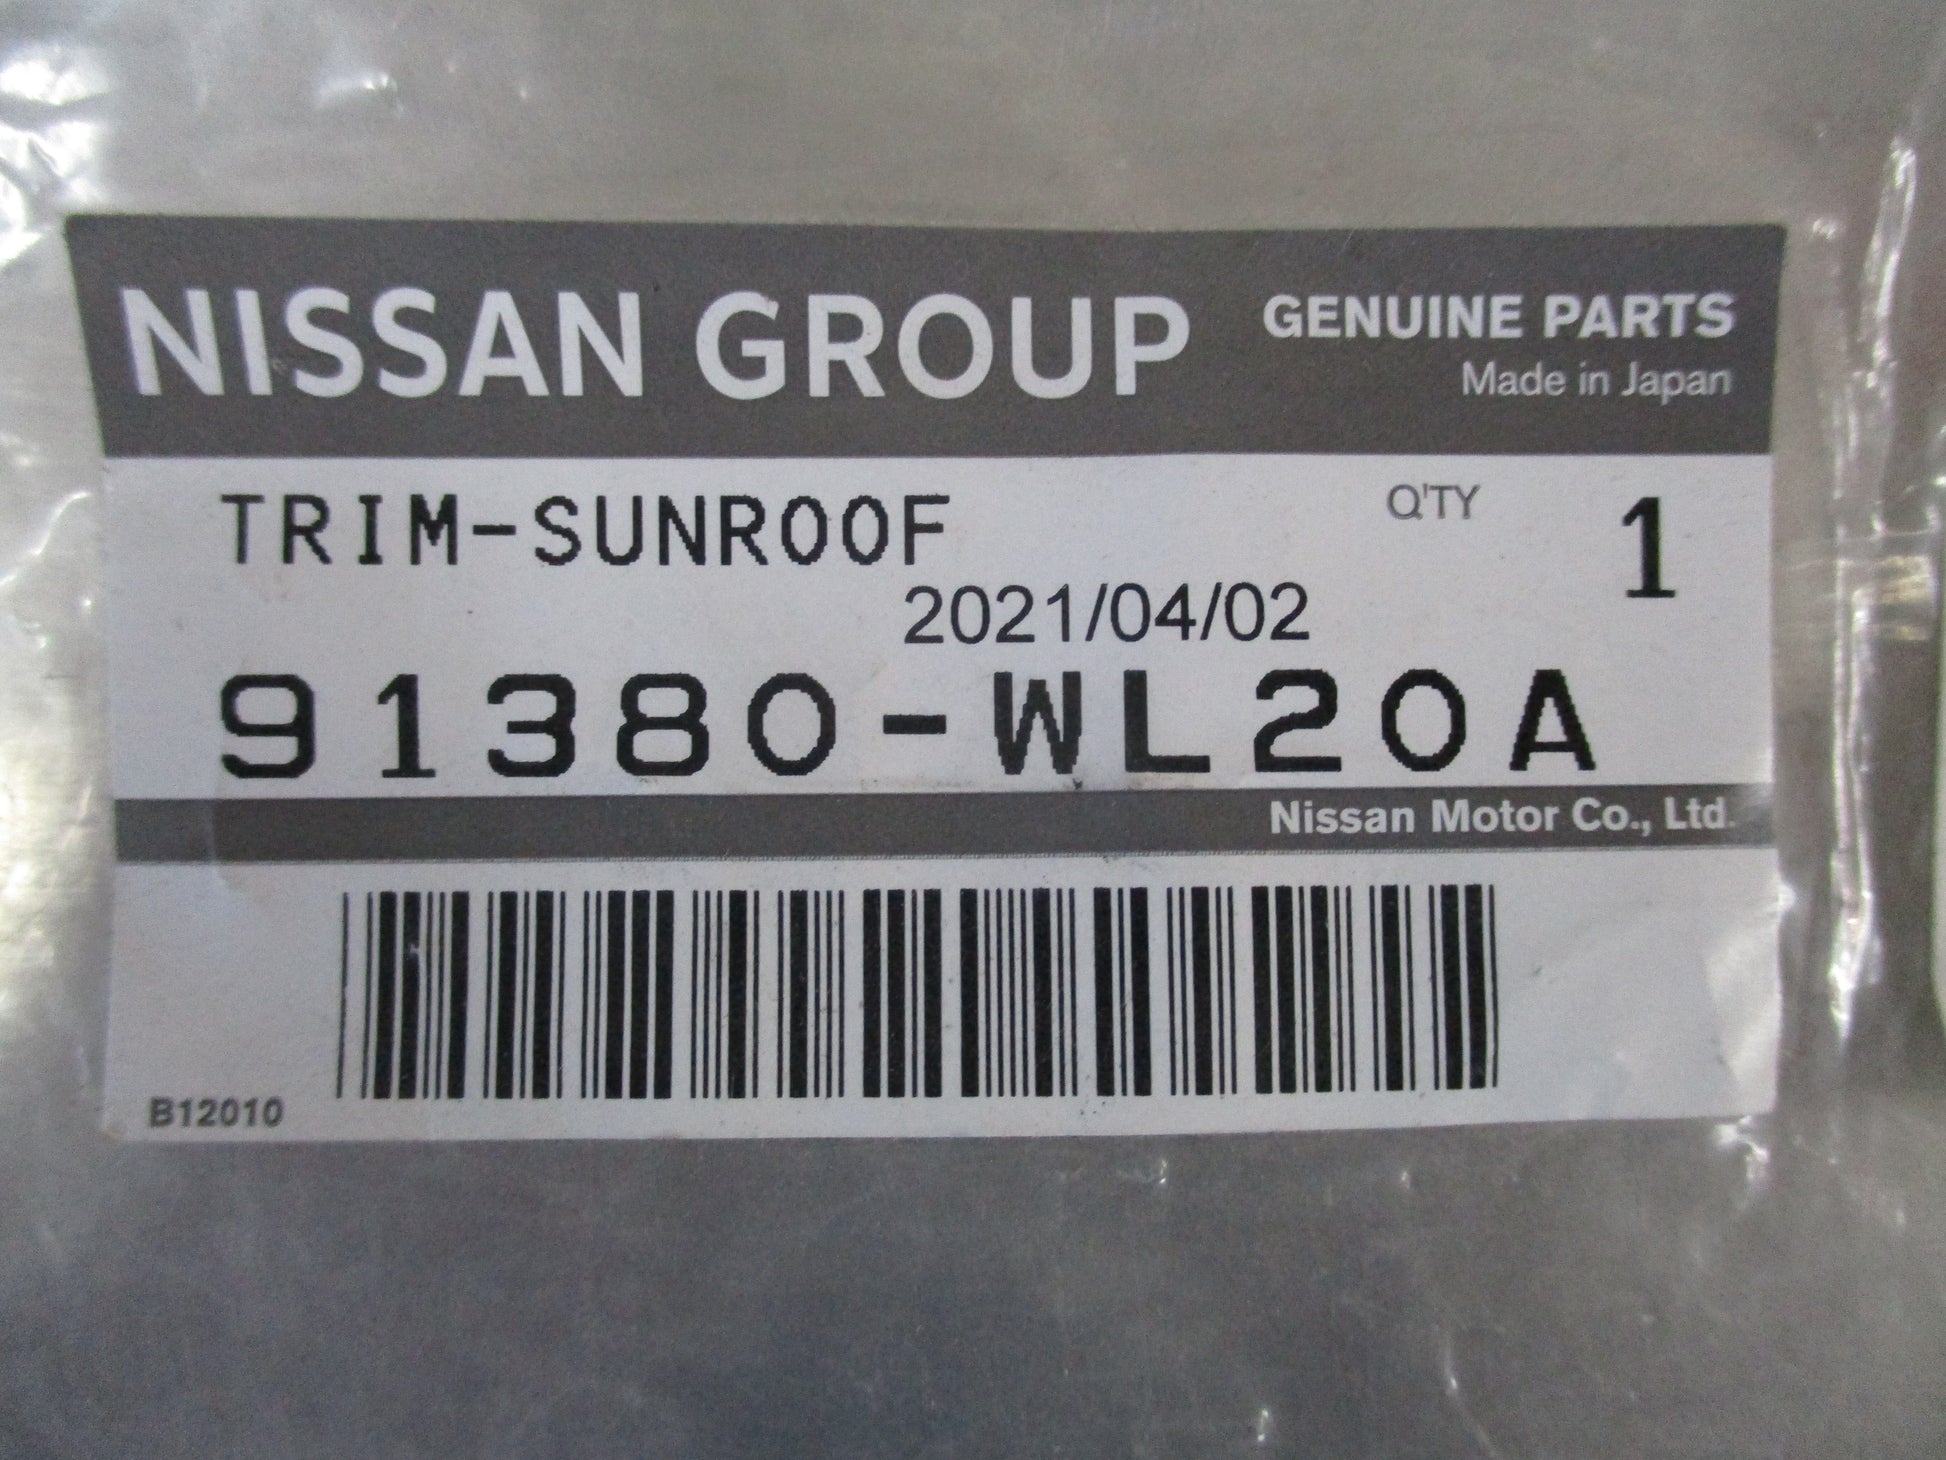 NISSAN GROUP
GENUINE PARTS
Made in Japan
TRIM-SUNROOF
Q'TY 1
2021/04/02
91380-WL20A
Nissan Motor Co., Ltd.
B12010